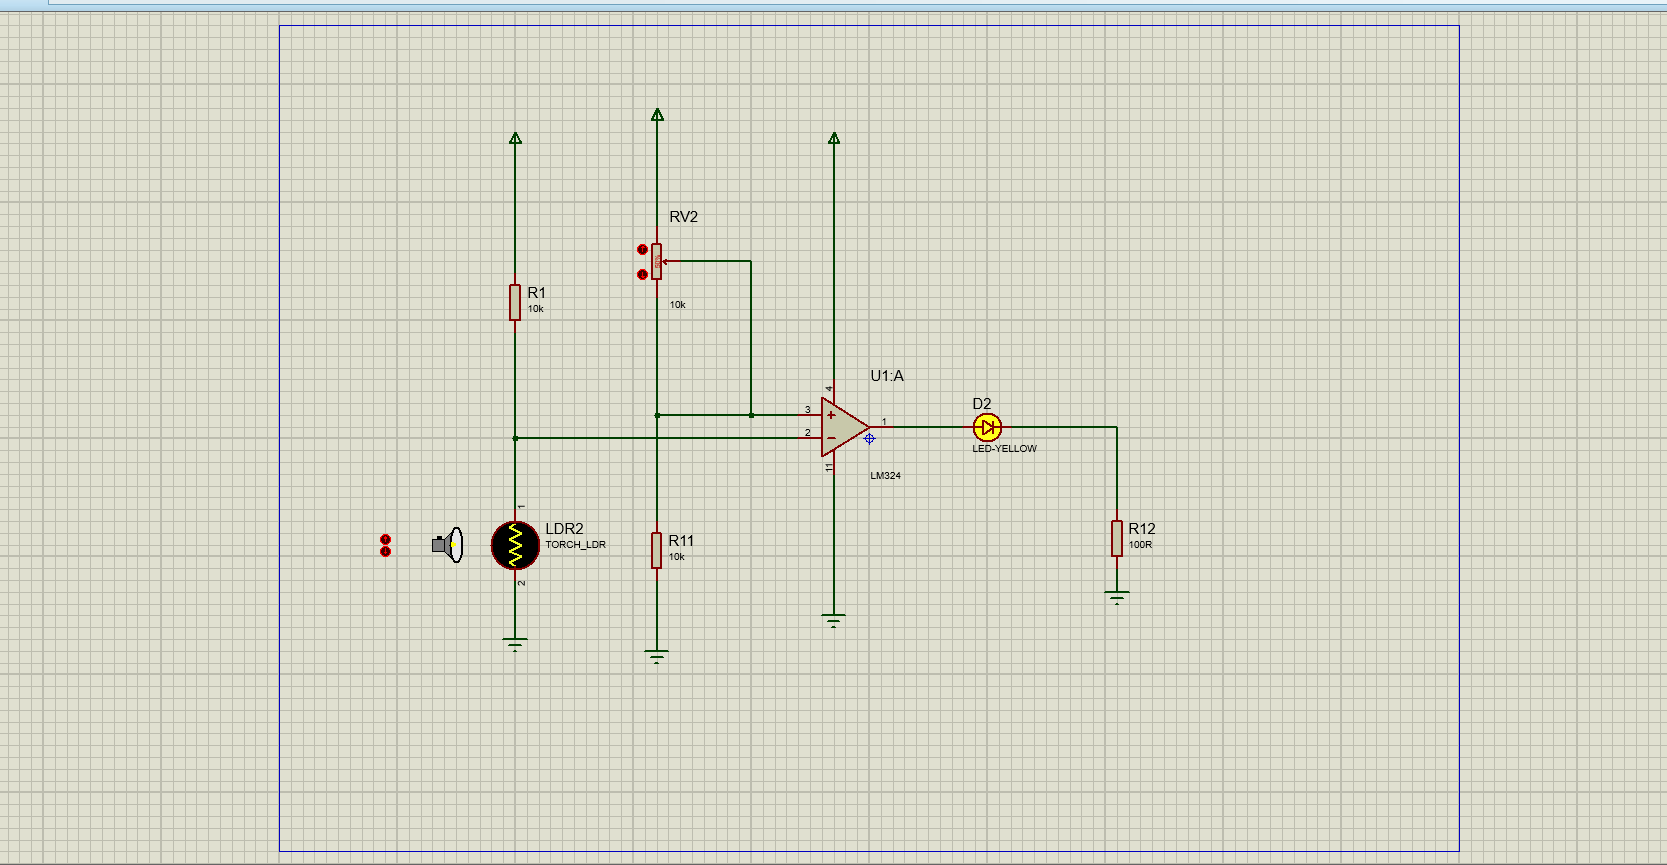 RV2
10k
R1
10k
U1:A
4
3
2
1
11
LM324
D2
LED-YELLOW
1
LDR2
TORCH_LDR
2
R11
10k
R12
100R